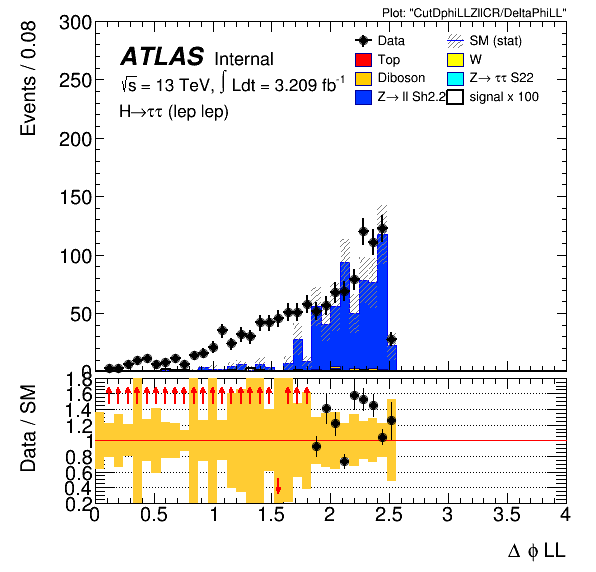 Plot: "CutDphiLLZllCR/DeltaPhiLL"
Events / 0.08
300
250
200
150
100
50
0
ATLAS Internal
√s = 13 TeV, ∫ Ldt = 3.209 fb⁻¹
H→ττ (lep lep)
Data
SM (stat)
Top
W
Diboson
Z→ ττ S22
Z→ ll Sh2.2
signal x 100
Data / SM
1.8
1.6
1.4
1.2
1
0.8
0.6
0.4
0.2
0 0.5 1 1.5 2 2.5 3 3.5 4
Δ ϕ LL